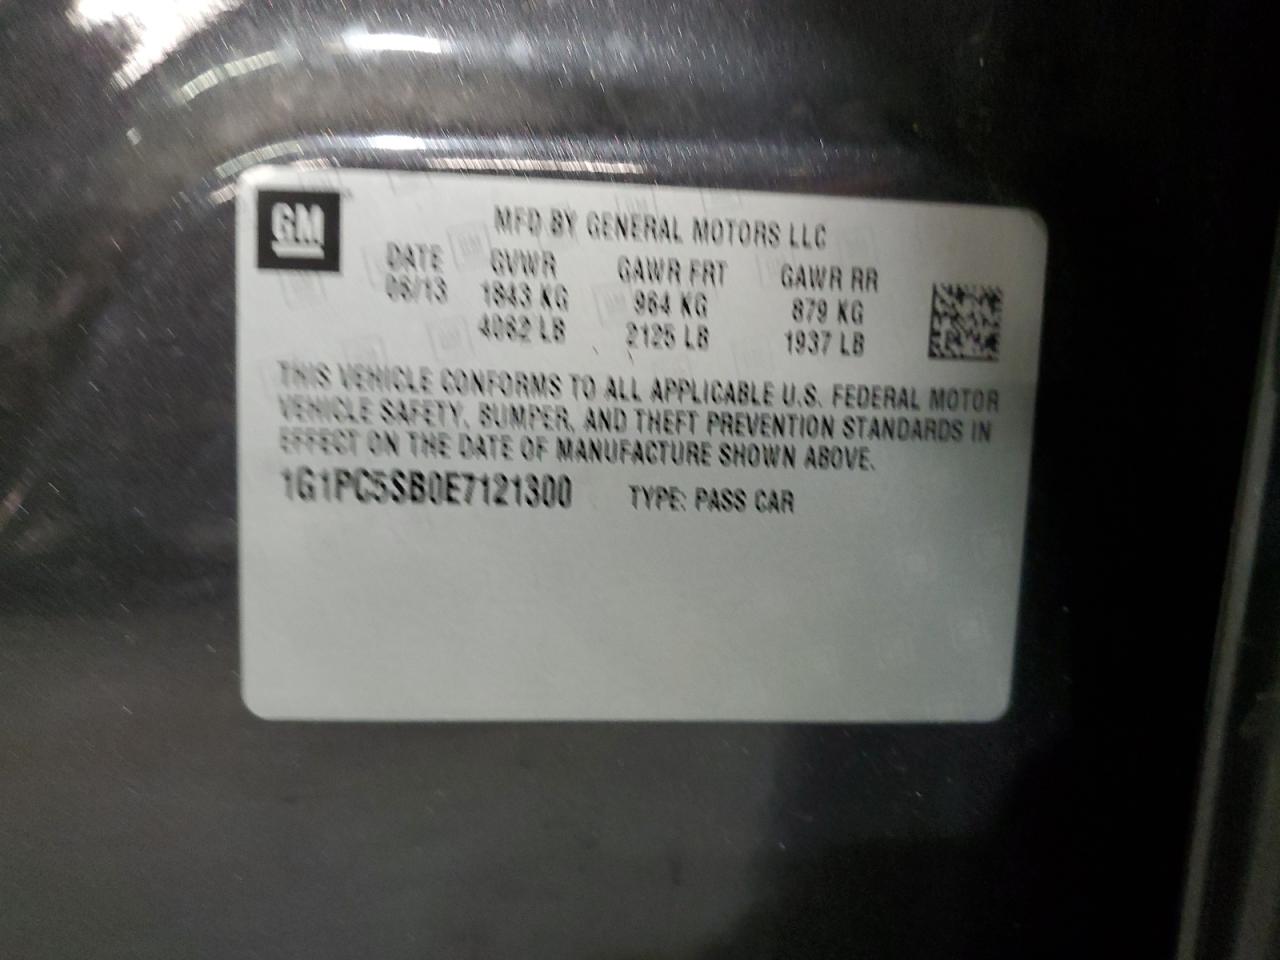 GM
MFD BY GENERAL MOTORS LLC
DATE GVWR GAWR FRT GAWR RR
08/13 1843 KG 964 KG 879 KG
4062 LB 2125 LB 1937 LB
THIS VEHICLE CONFORMS TO ALL APPLICABLE U.S. FEDERAL MOTOR
VEHICLE SAFETY, BUMPER, AND THEFT PREVENTION STANDARDS IN
EFFECT ON THE DATE OF MANUFACTURE SHOWN ABOVE.
1G1PC5SB0E7121300 TYPE: PASS CAR